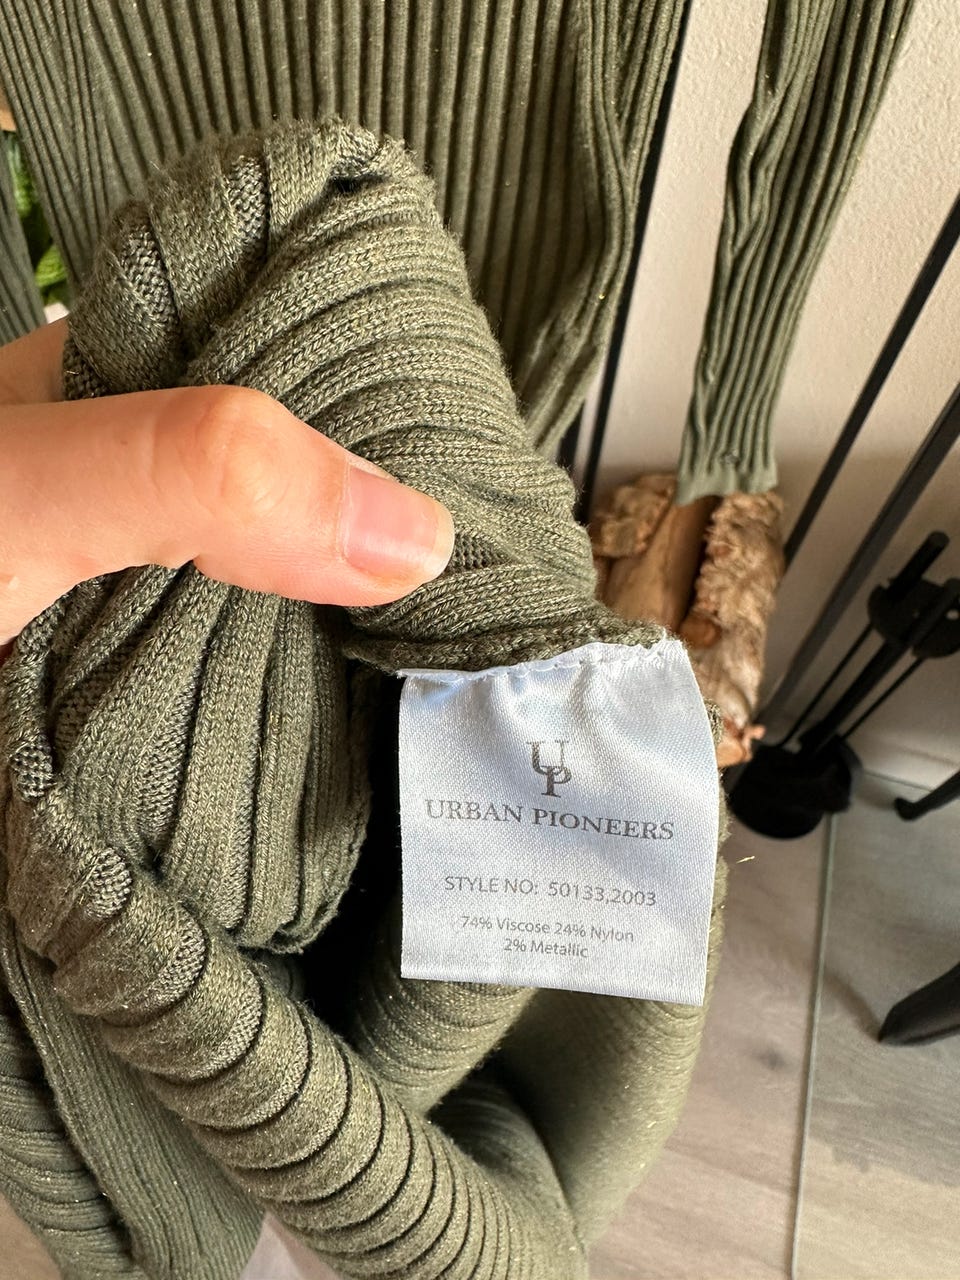 UP
URBAN PIONEERS
STYLE NO: 50133,2003
74% Viscose 24% Nylon
2% Metallic